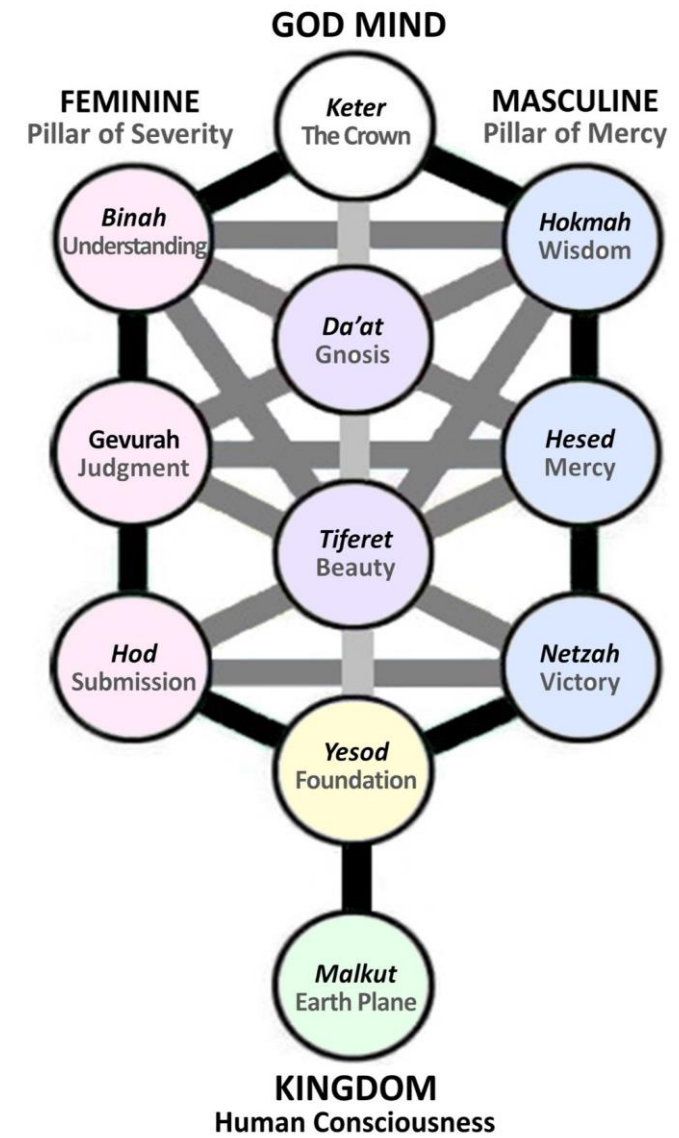 GOD MIND
FEMININE
Pillar of Severity
MASCULINE
Pillar of Mercy
Keter
The Crown
Binah
Understanding
Hokmah
Wisdom
Da'at
Gnosis
Gevurah
Judgment
Hesed
Mercy
Tiferet
Beauty
Hod
Submission
Netzah
Victory
Yesod
Foundation
Malkut
Earth Plane
KINGDOM
Human Consciousness